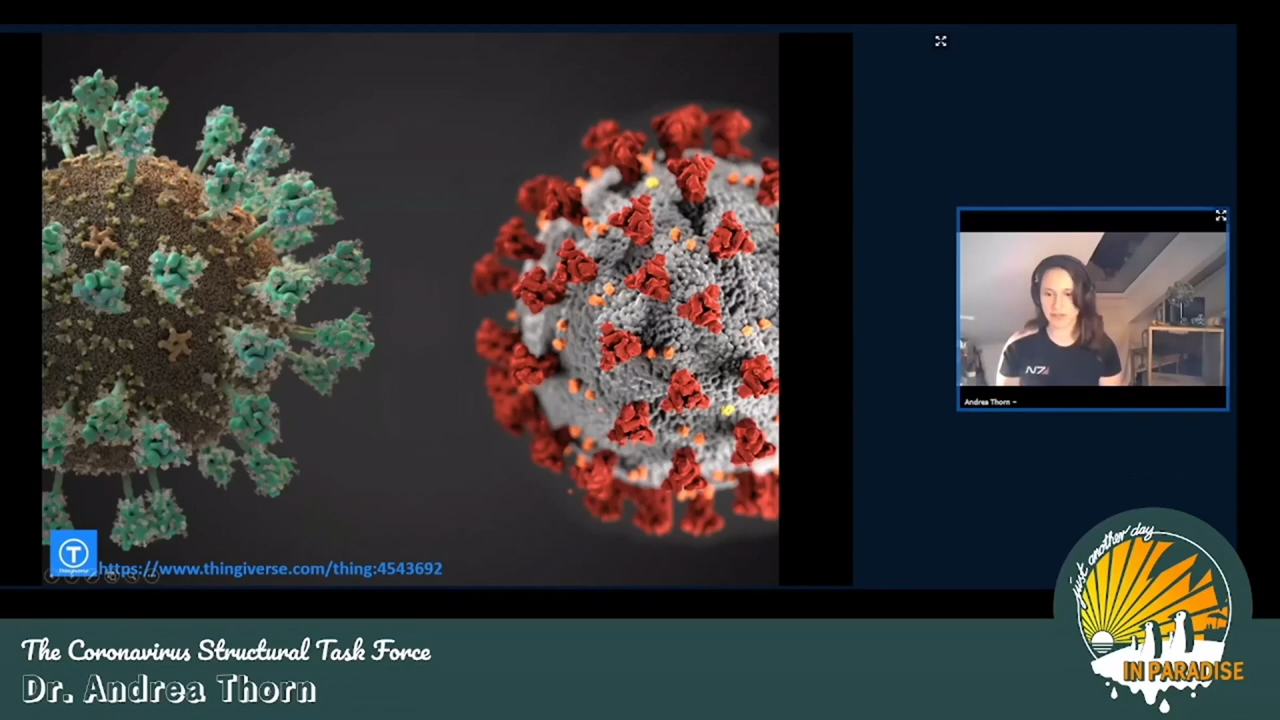 Thingiverse
https://www.thingiverse.com/thing:4543692
N7
Andrea Thorn
just another day
IN PARADISE
The Coronavirus Structural Task Force
Dr. Andrea Thorn